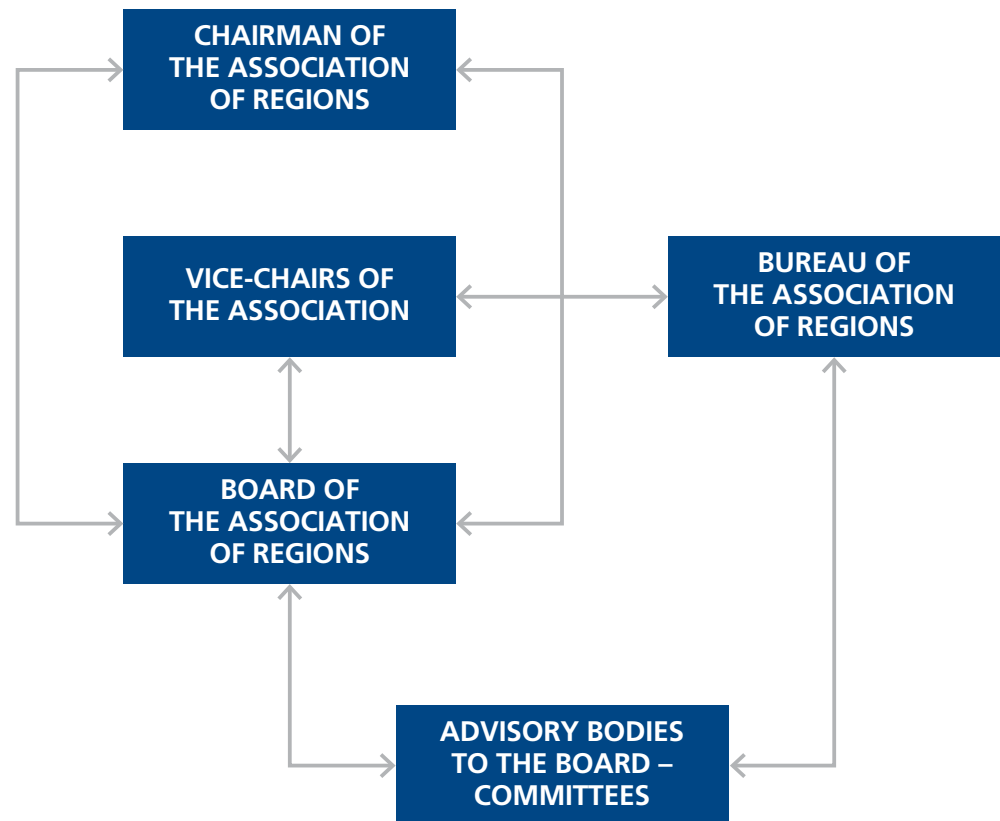 CHAIRMAN OF
THE ASSOCIATION
OF REGIONS
VICE-CHAIRS OF
THE ASSOCIATION
BUREAU OF
THE ASSOCIATION
OF REGIONS
BOARD OF
THE ASSOCIATION
OF REGIONS
ADVISORY BODIES
TO THE BOARD –
COMMITTEES